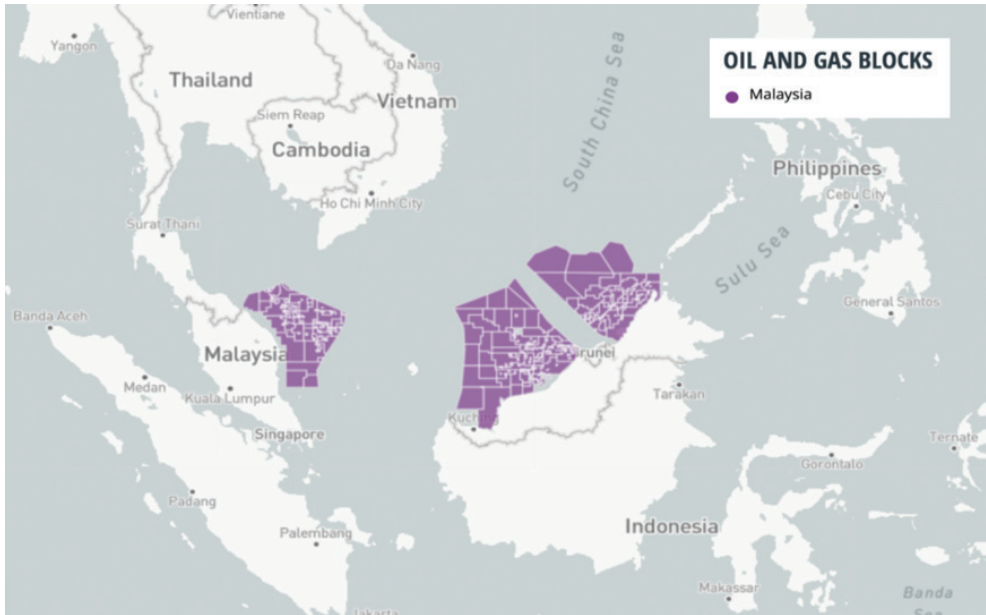 Vientiane
Yangon
Da Nang
OIL AND GAS BLOCKS
Malaysia
Thailand
Vietnam
South China Sea
Siem Reap
Cambodia
Philippines
Cebu City
Ho Chi Minh City
Surat Thani
Sulu Sea
General Santos
Banda Aceh
Malaysia
Brunei
Medan
Kuala Lumpur
Tarakan
Kuching
Singapore
Ternate
Gorontalo
Padang
Palembang
Indonesia
Makassar
Banda
Sea
Jakarta